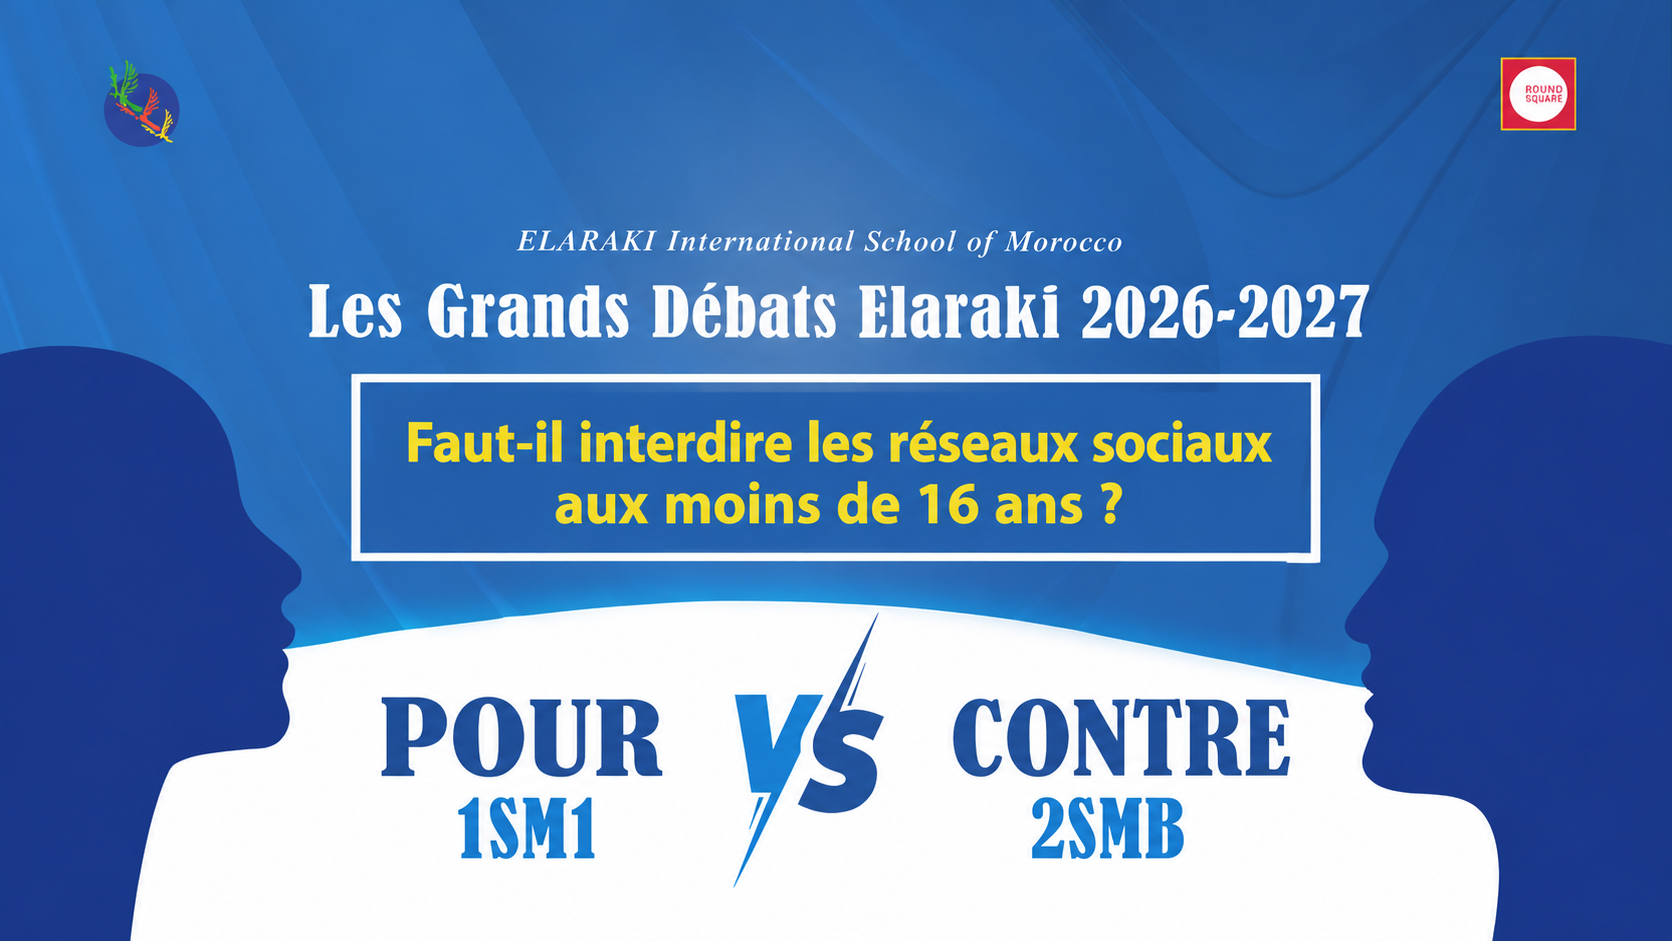 ROUND
SQUARE
ELARAKI International School of Morocco
Les Grands Débats Elaraki 2026-2027
Faut-il interdire les réseaux sociaux
aux moins de 16 ans ?
POUR VS CONTRE
1SM1 2SMB